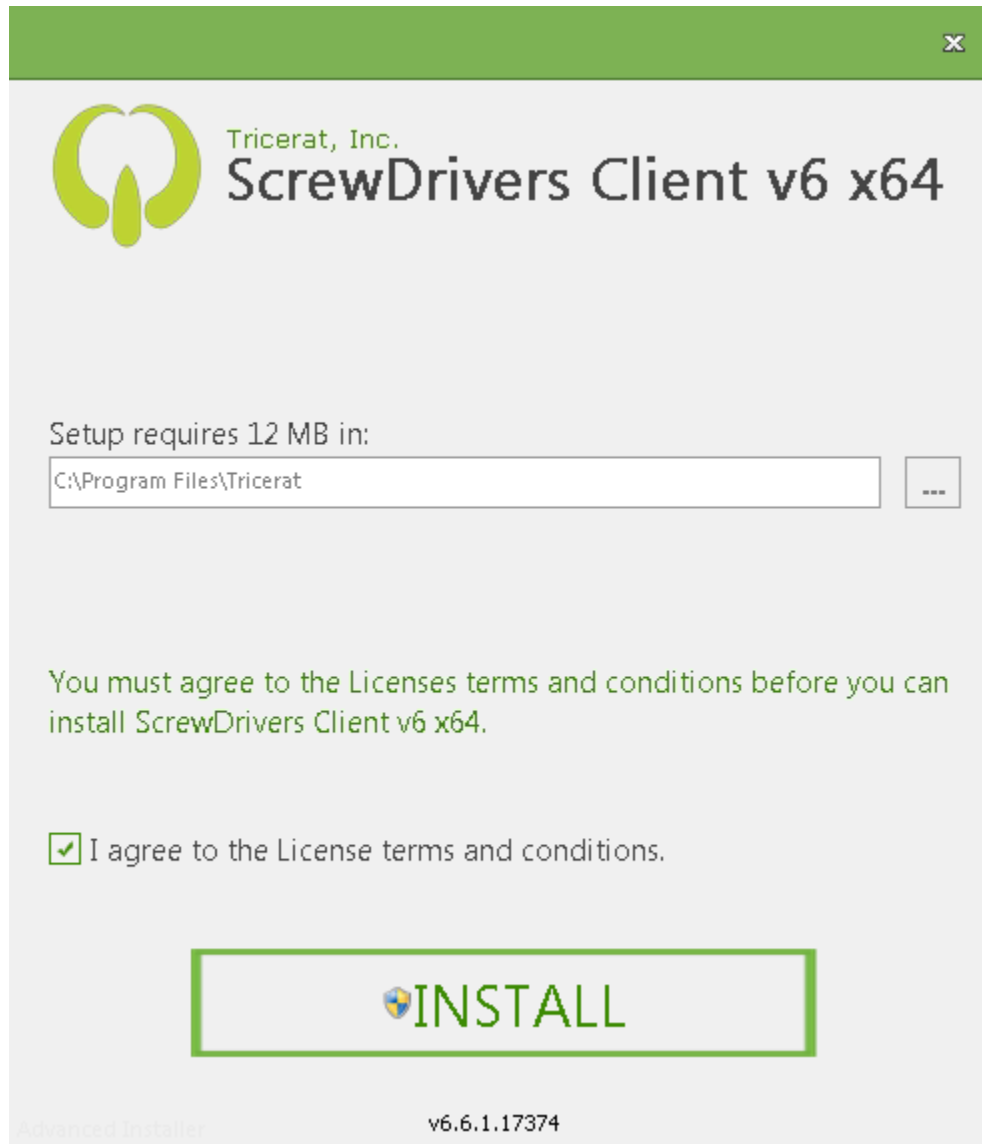 Tricerat, Inc.
ScrewDrivers Client v6 x64
Setup requires 12 MB in:
C:\Program Files\Tricerat
...
You must agree to the Licenses terms and conditions before you can
install ScrewDrivers Client v6 x64.
I agree to the License terms and conditions.
INSTALL
v6.6.1.17374
Advanced Installer